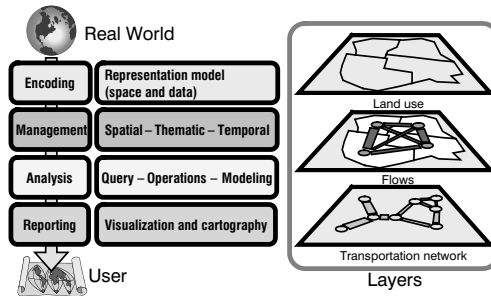 Real World
Encoding
Representation model
(space and data)
Management
Spatial – Thematic – Temporal
Analysis
Query – Operations – Modeling
Reporting
Visualization and cartography
User
Land use
Flows
Transportation network
Layers